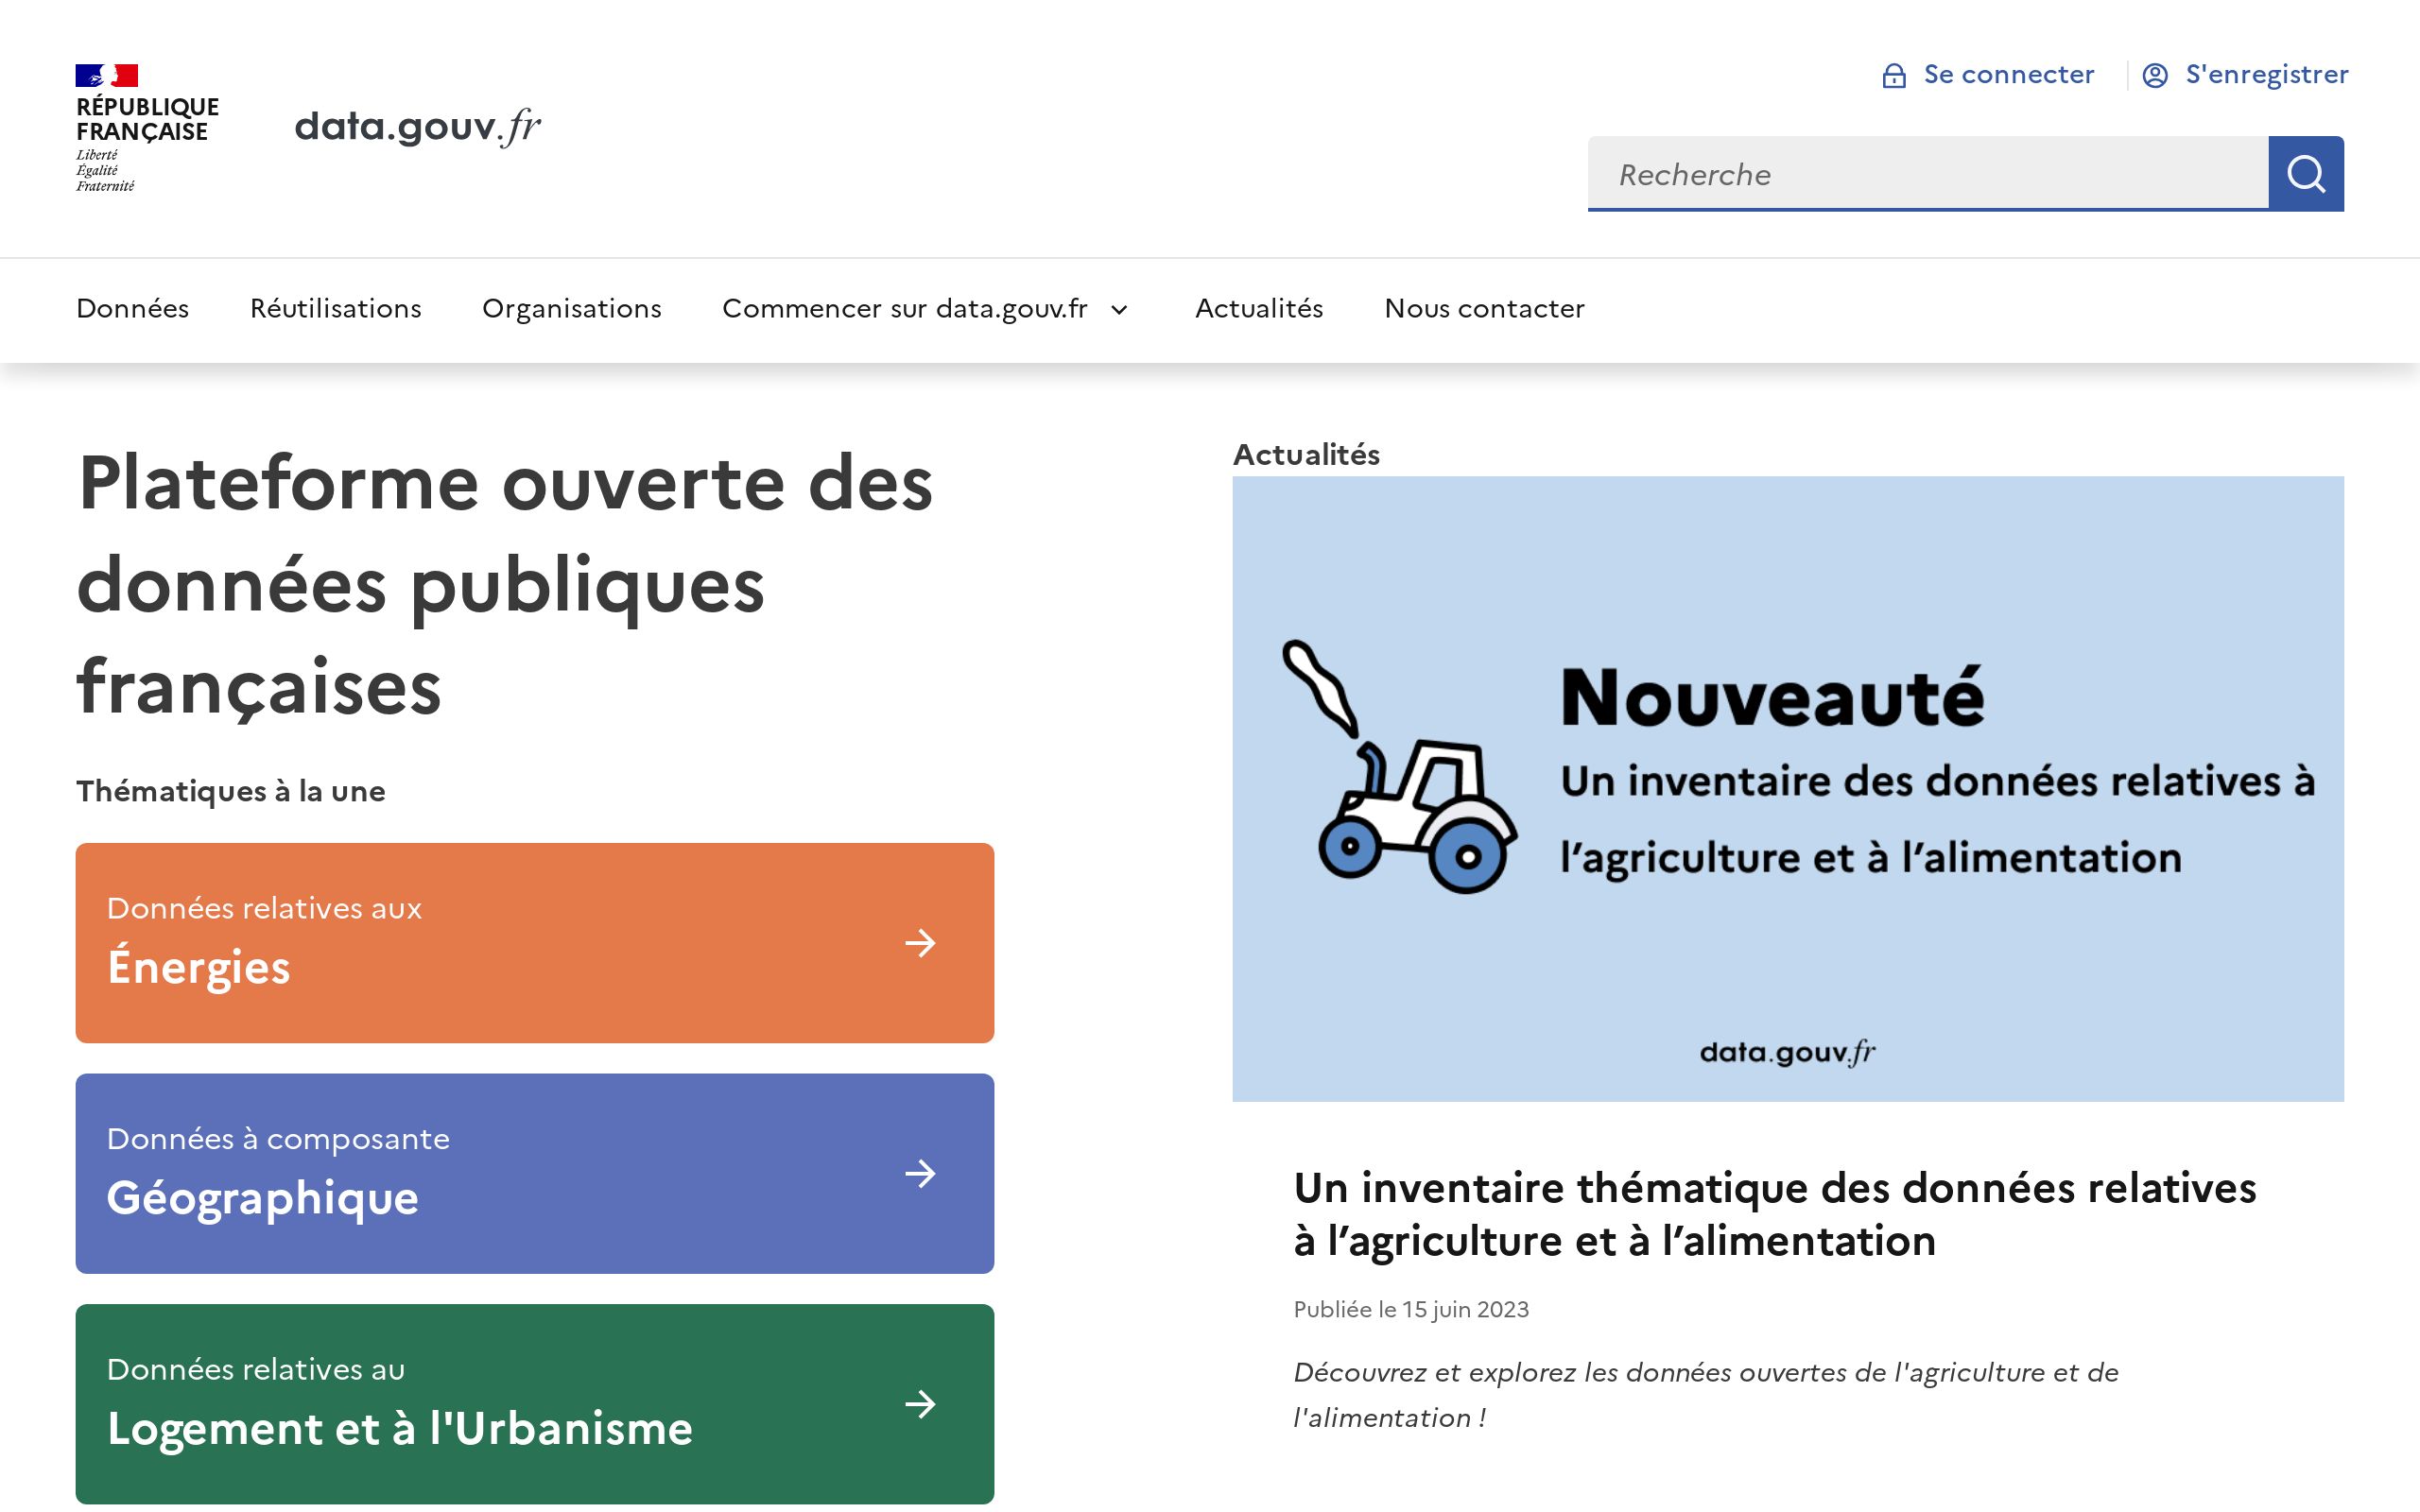 RÉPUBLIQUE
FRANÇAISE
Liberté
Égalité
Fraternité
data.gouv.fr
Se connecter
S'enregistrer
Recherche
Données
Réutilisations
Organisations
Commencer sur data.gouv.fr
Actualités
Nous contacter
Plateforme ouverte des
données publiques
françaises
Thématiques à la une
Données relatives aux
Énergies
Données à composante
Géographique
Données relatives au
Logement et à l'Urbanisme
Actualités
Nouveauté
Un inventaire des données relatives à
l’agriculture et à l’alimentation
data.gouv.fr
Un inventaire thématique des données relatives
à l’agriculture et à l’alimentation
Publiée le 15 juin 2023
Découvrez et explorez les données ouvertes de l'agriculture et de
l'alimentation !